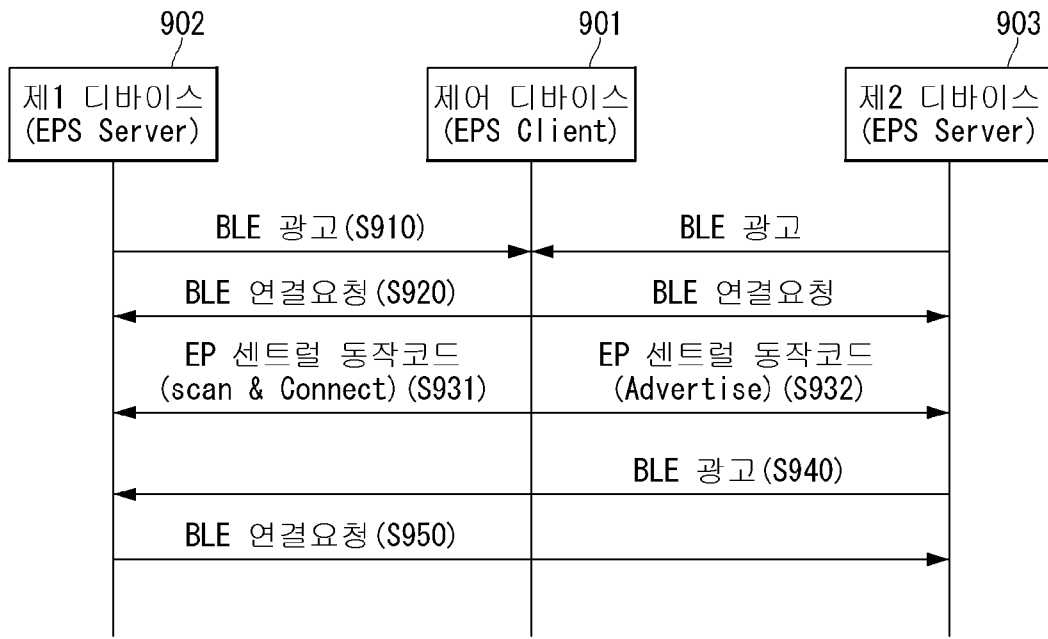 902
901
903
제1 디바이스
(EPS Server)
제어 디바이스
(EPS Client)
제2 디바이스
(EPS Server)
BLE 광고(S910)
BLE 광고
BLE 연결요청(S920)
BLE 연결요청
EP 센트럴 동작코드
(scan & Connect)(S931)
EP 센트럴 동작코드
(Advertise)(S932)
BLE 광고(S940)
BLE 연결요청(S950)